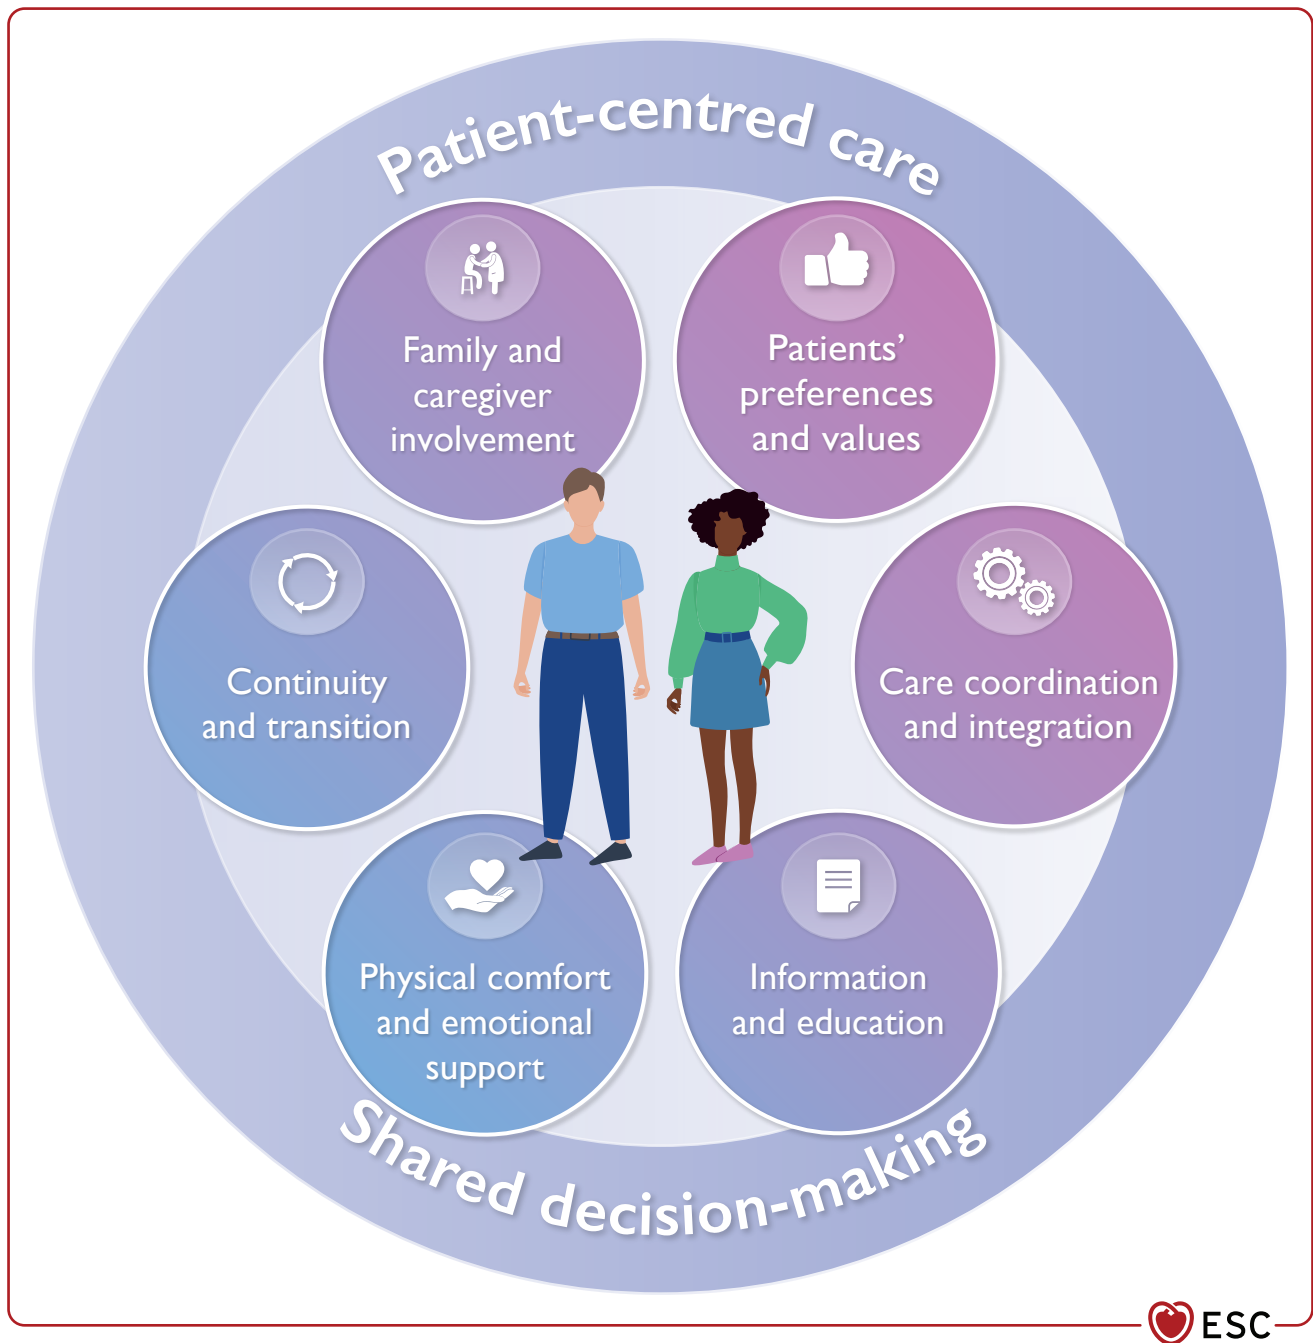 Patient-centred care
Family and
caregiver
involvement
Patients’
preferences
and values
Continuity
and transition
Care coordination
and integration
Physical comfort
and emotional
support
Information
and education
Shared decision-making
ESC